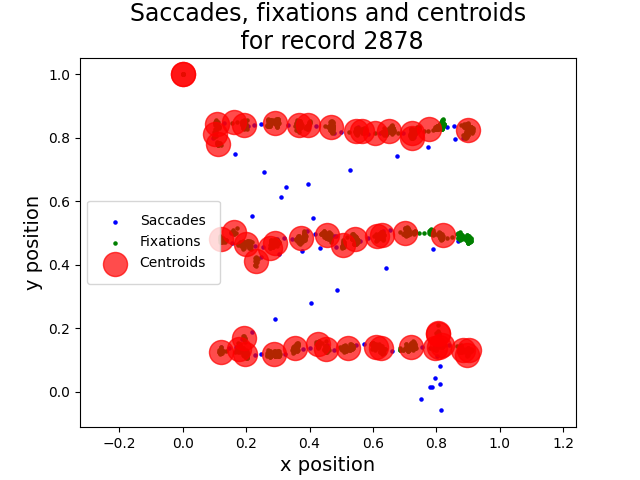 Saccades, fixations and centroids
for record 2878
1.0
0.8
0.6
0.4
0.2
0.0
y position
Saccades
Fixations
Centroids
−0.2
0.0
0.2
0.4
0.6
0.8
1.0
1.2
x position